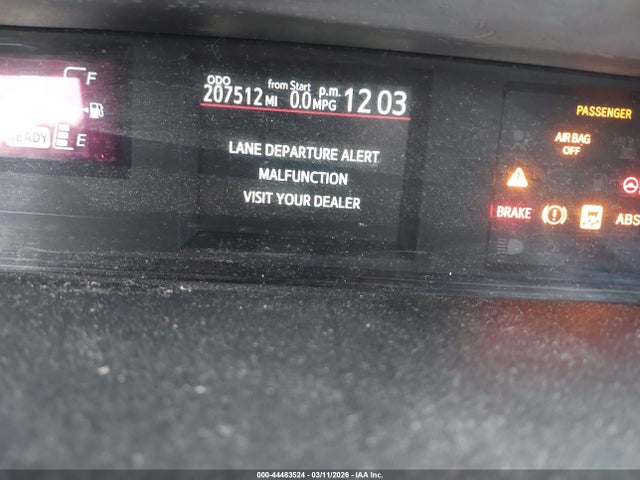 F
ODO from Start p.m.
207512 MI 0.0 MPG 12 03
READY E
LANE DEPARTURE ALERT
MALFUNCTION
VISIT YOUR DEALER
PASSENGER
AIR BAG
OFF
BRAKE
ABS
000-44483524 - 03/11/2026 - IAA Inc.